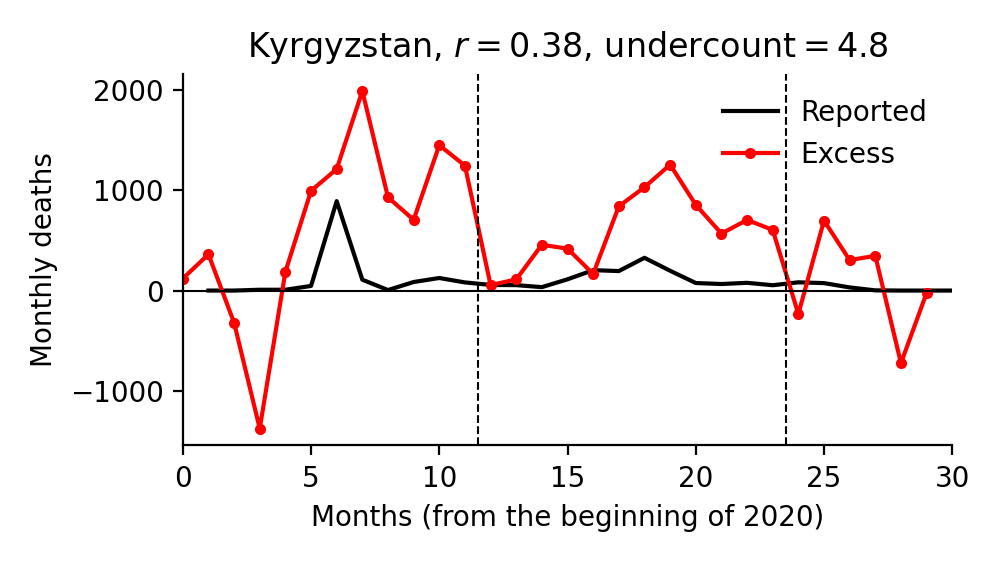 Kyrgyzstan, r = 0.38, undercount = 4.8
2000
1000
0
−1000
Monthly deaths
Reported
Excess
0 5 10 15 20 25 30
Months (from the beginning of 2020)